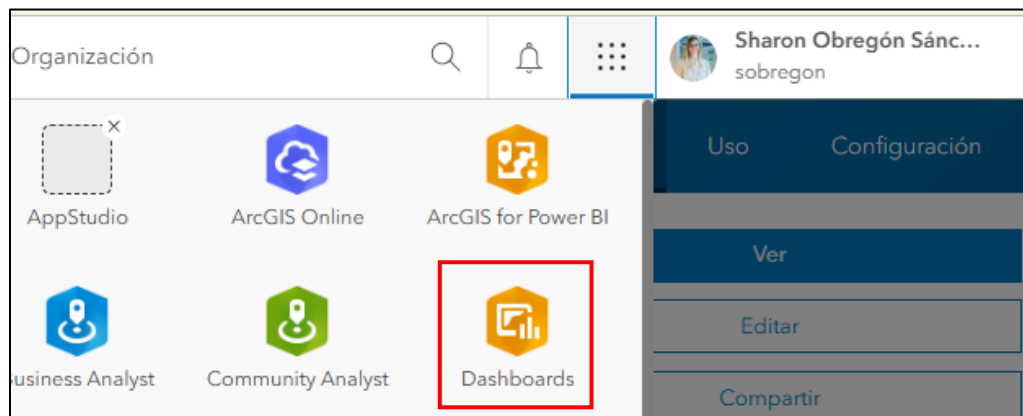 Organización
Sharon Obregón Sánc...
sobregon
Uso
Configuración
AppStudio
ArcGIS Online
ArcGIS for Power BI
Ver
Editar
usiness Analyst
Community Analyst
Dashboards
Compartir